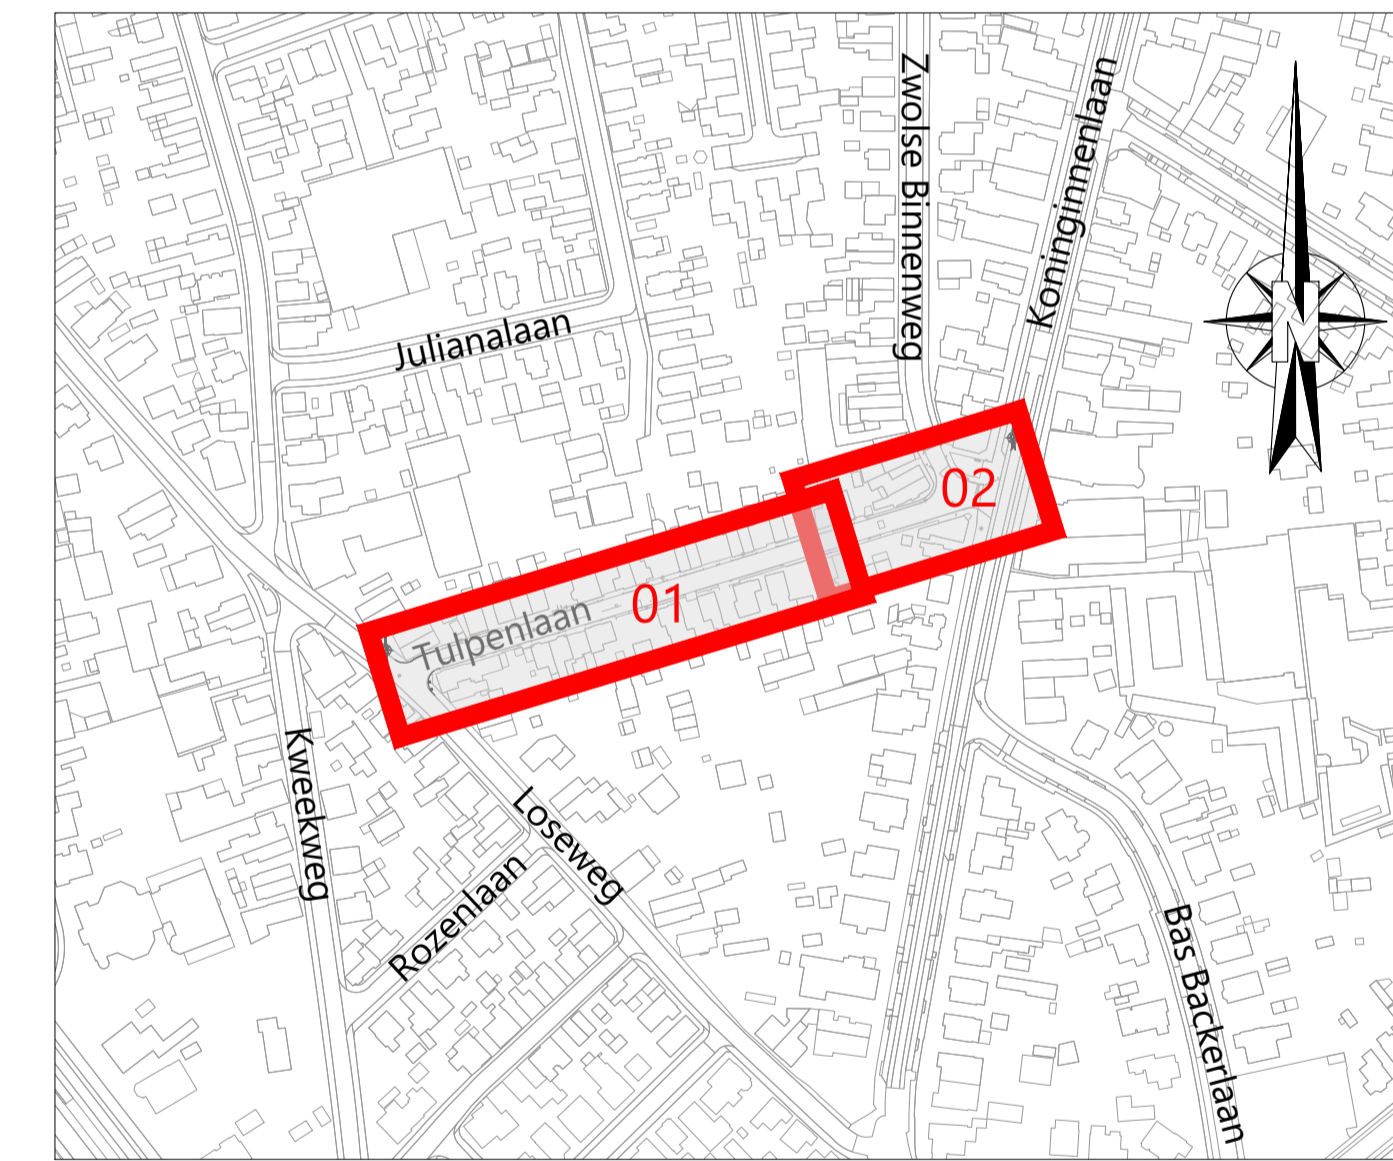 Zwolse Binnenweg
Koninginnenlaan
Julianalaan
N
02
01
Tulpenlaan
Kweekweg
Loseweg
Rozenlaan
Bas Backerlaan